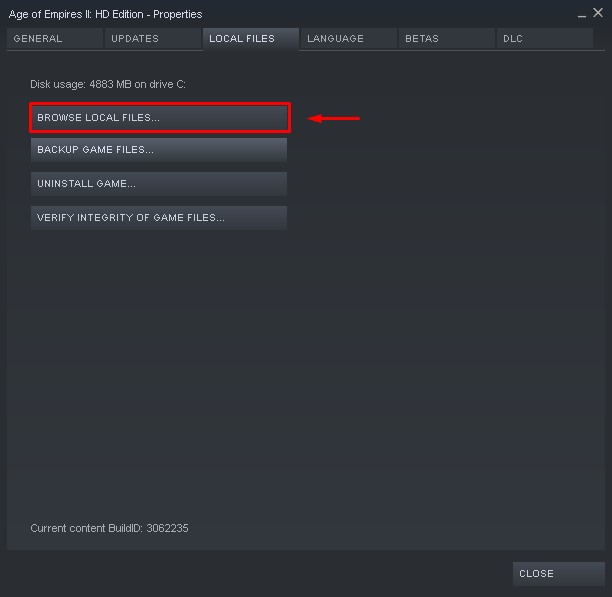 Age of Empires II: HD Edition - Properties
GENERAL UPDATES LOCAL FILES LANGUAGE BETAS DLC
Disk usage: 4883 MB on drive C:
BROWSE LOCAL FILES...
BACKUP GAME FILES...
UNINSTALL GAME...
VERIFY INTEGRITY OF GAME FILES...
Current content BuildID: 3062235
CLOSE